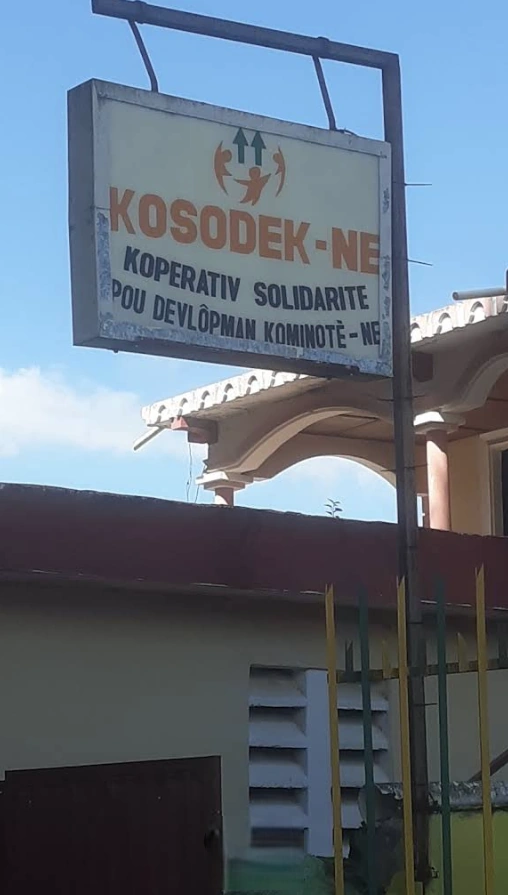 KOSODEK-NE
KOPERATIV SOLIDARITE
POU DEVLÔPMAN KOMINOTÈ-NE